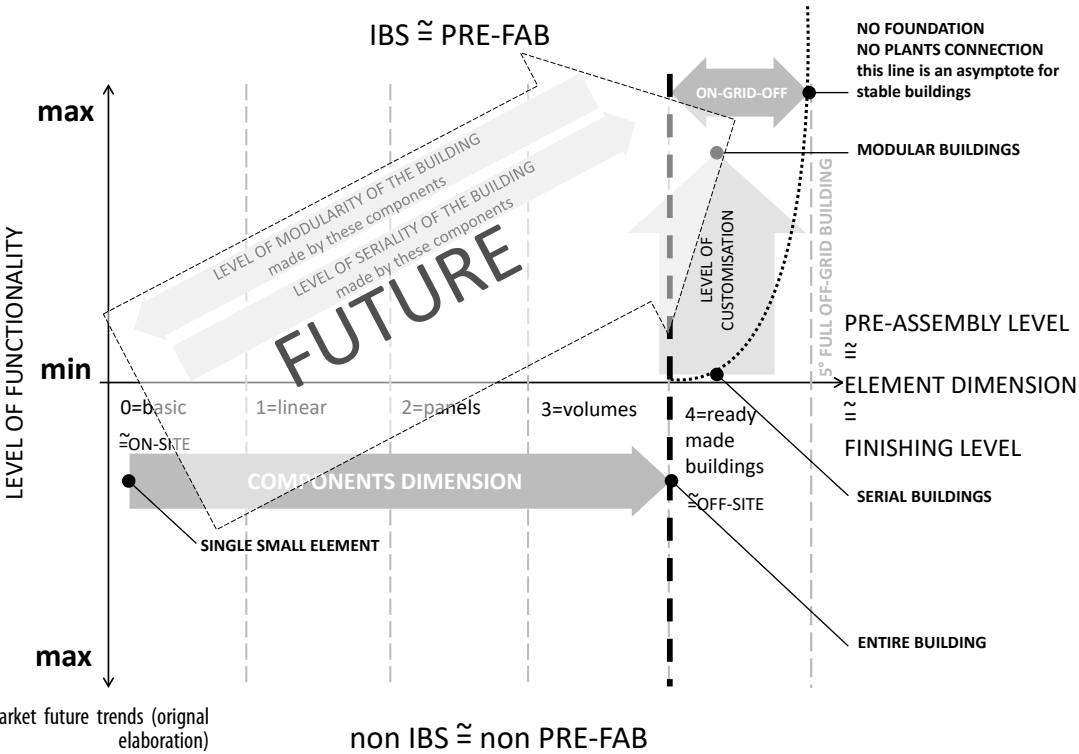 IBS ≅ PRE-FAB
NO FOUNDATION
NO PLANTS CONNECTION
this line is an asymptote for
stable buildings
ON-GRID-OFF
max
MODULAR BUILDINGS
LEVEL OF MODULARITY OF THE BUILDING
made by these components
LEVEL OF SERIALITY OF THE BUILDING
made by these components
FUTURE
LEVEL OF
CUSTOMISATION
5° FULL OFF-GRID BUILDING
LEVEL OF FUNCTIONALITY
min
PRE-ASSEMBLY LEVEL
≅
ELEMENT DIMENSION
≅
FINISHING LEVEL
0=basic
1=linear
2=panels
3=volumes
4=ready
made
buildings
≅ON-SITE
COMPONENTS DIMENSION
≅OFF-SITE
SERIAL BUILDINGS
SINGLE SMALL ELEMENT
ENTIRE BUILDING
max
arket future trends (orignal
elaboration)
non IBS ≅ non PRE-FAB